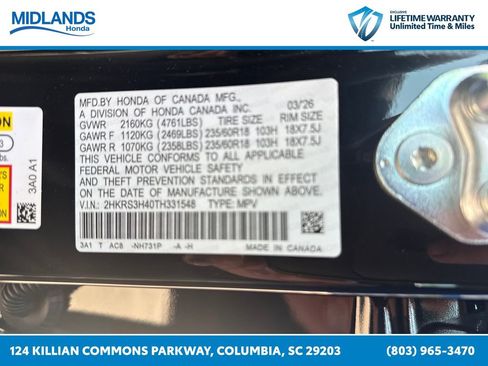 MIDLANDS
Honda
EXCLUSIVE
LIFETIME WARRANTY
Unlimited Time & Miles
MFD.BY HONDA OF CANADA MFG.,
A DIVISION OF HONDA CANADA INC. 03/26
GVWR 2160KG (4761LBS) TIRE SIZE RIM SIZE
GAWR F 1120KG (2469LBS) 235/60R18 103H 18X7.5J
GAWR R 1070KG (2358LBS) 235/60R18 103H 18X7.5J
THIS VEHICLE CONFORMS TO ALL APPLICABLE
FEDERAL MOTOR VEHICLE SAFETY
AND THEFT PREVENTION STANDARDS IN EFFECT
ON THE DATE OF MANUFACTURE SHOWN ABOVE.
V.I.N.: 2HKRS3H40TH331548 TYPE: MPV
3A1 T AC8 -NH731P -A -H MADE IN CANADA
ON
3
bs.
3A0 A1
124 KILLIAN COMMONS PARKWAY, COLUMBIA, SC 29203 (803) 965-3470